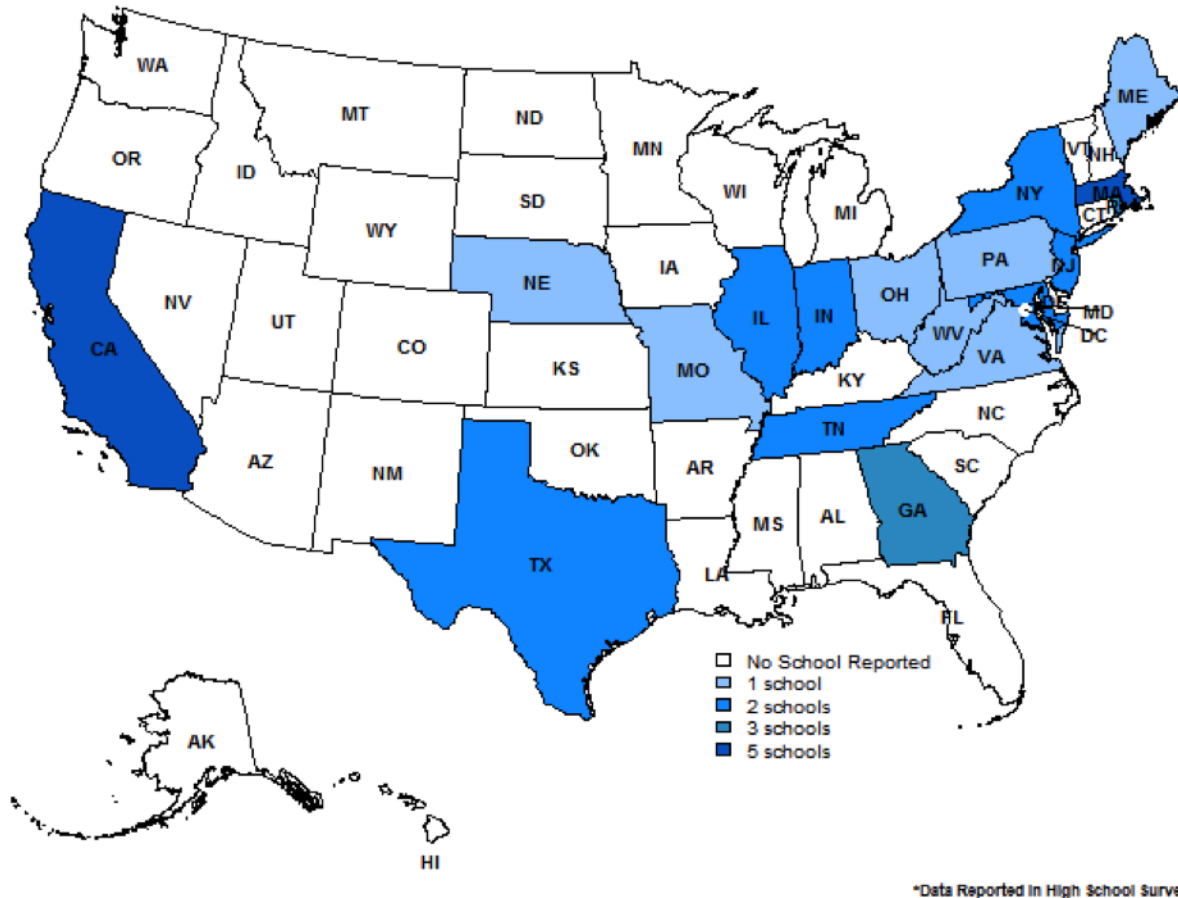 WA
MT
ND
MN
ME
OR
ID
SD
WI
MI
VT
NH
NY
MA
CT
WY
IA
PA
NJ
NE
NV
UT
CO
IL
IN
OH
DE
MD
DC
WV
VA
CA
KS
MO
KY
AZ
NM
OK
AR
TN
NC
SC
MS
AL
GA
TX
LA
FL
No School Reported
1 school
2 schools
3 schools
5 schools
AK
HI
*Data Reported in High School Surve